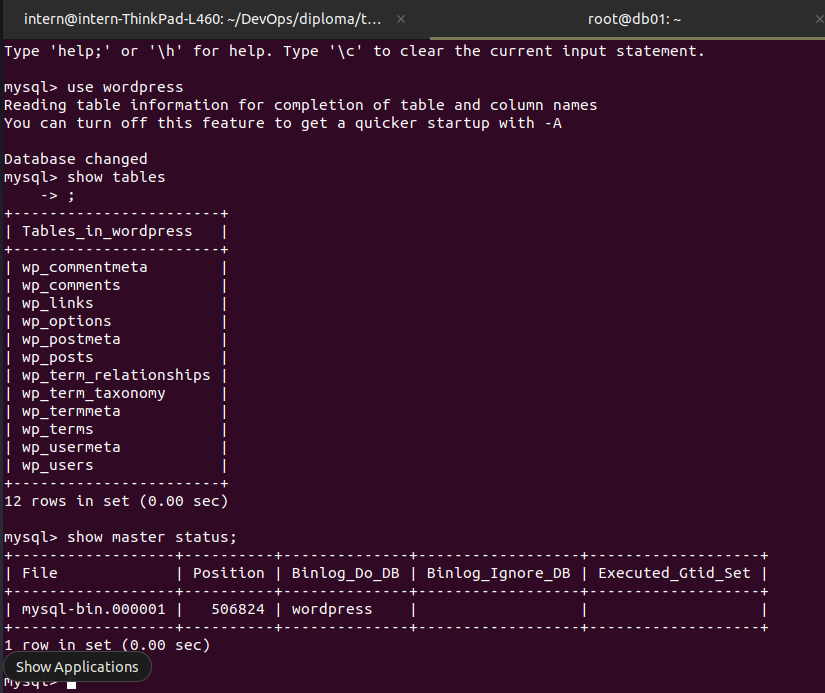 intern@intern-ThinkPad-L460: ~/DevOps/diploma/t... × root@db01: ~ ×
Type 'help;' or '\h' for help. Type '\c' to clear the current input statement.
mysql> use wordpress
Reading table information for completion of table and column names
You can turn off this feature to get a quicker startup with -A
Database changed
mysql> show tables
    -> ;
+-----------------------+
| Tables_in_wordpress   |
+-----------------------+
| wp_commentmeta        |
| wp_comments           |
| wp_links              |
| wp_options            |
| wp_postmeta           |
| wp_posts              |
| wp_term_relationships |
| wp_term_taxonomy      |
| wp_termmeta           |
| wp_terms              |
| wp_usermeta           |
| wp_users              |
+-----------------------+
12 rows in set (0.00 sec)
mysql> show master status;
+------------------+----------+--------------+------------------+-------------------+
| File             | Position | Binlog_Do_DB | Binlog_Ignore_DB | Executed_Gtid_Set |
+------------------+----------+--------------+------------------+-------------------+
| mysql-bin.000001 |   506824 | wordpress    |                  |                   |
+------------------+----------+--------------+------------------+-------------------+
1 row in set (0.00 sec)
Show Applications
mysql>